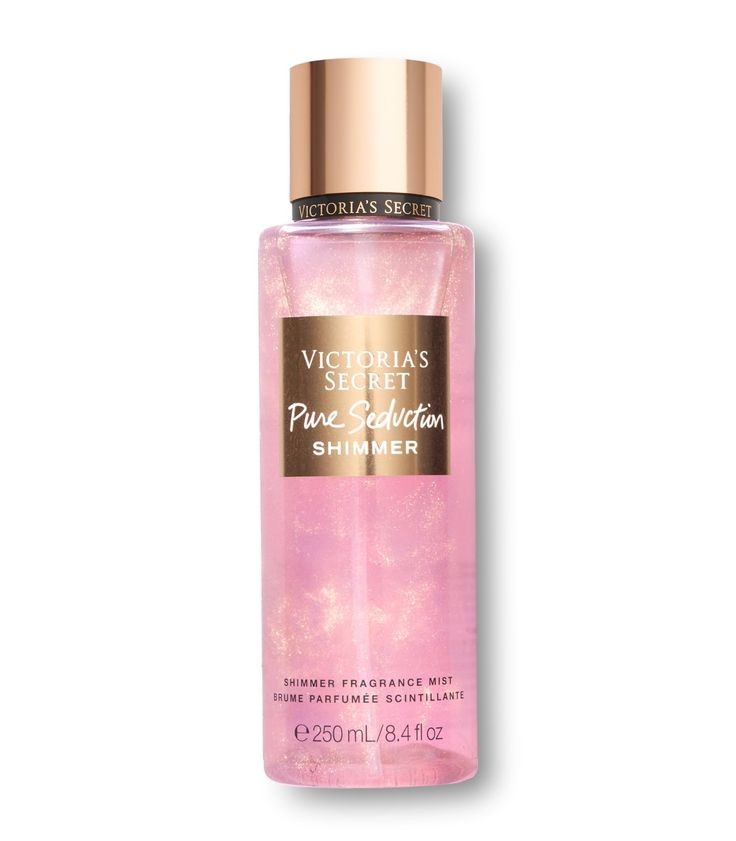 VICTORIA'S SECRET
VICTORIA'S
SECRET
Pure Seduction
SHIMMER
SHIMMER FRAGRANCE MIST
BRUME PARFUMÉE SCINTILLANTE
℮ 250 mL/8.4 fl oz